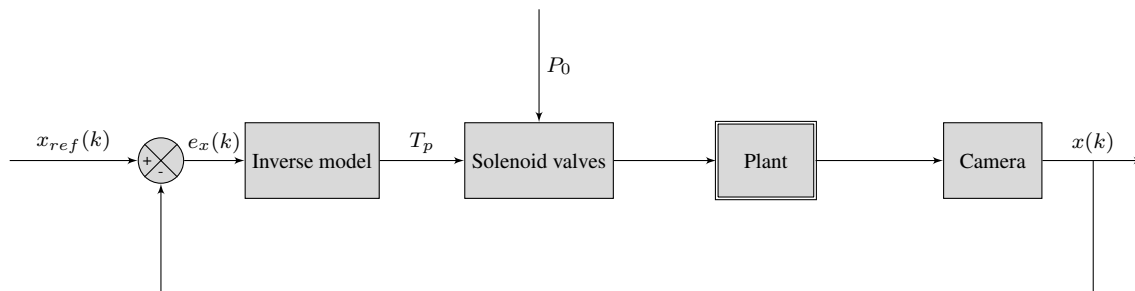 P_0
x_{ref}(k)
e_x(k)
T_p
x(k)
+
-
Inverse model
Solenoid valves
Plant
Camera